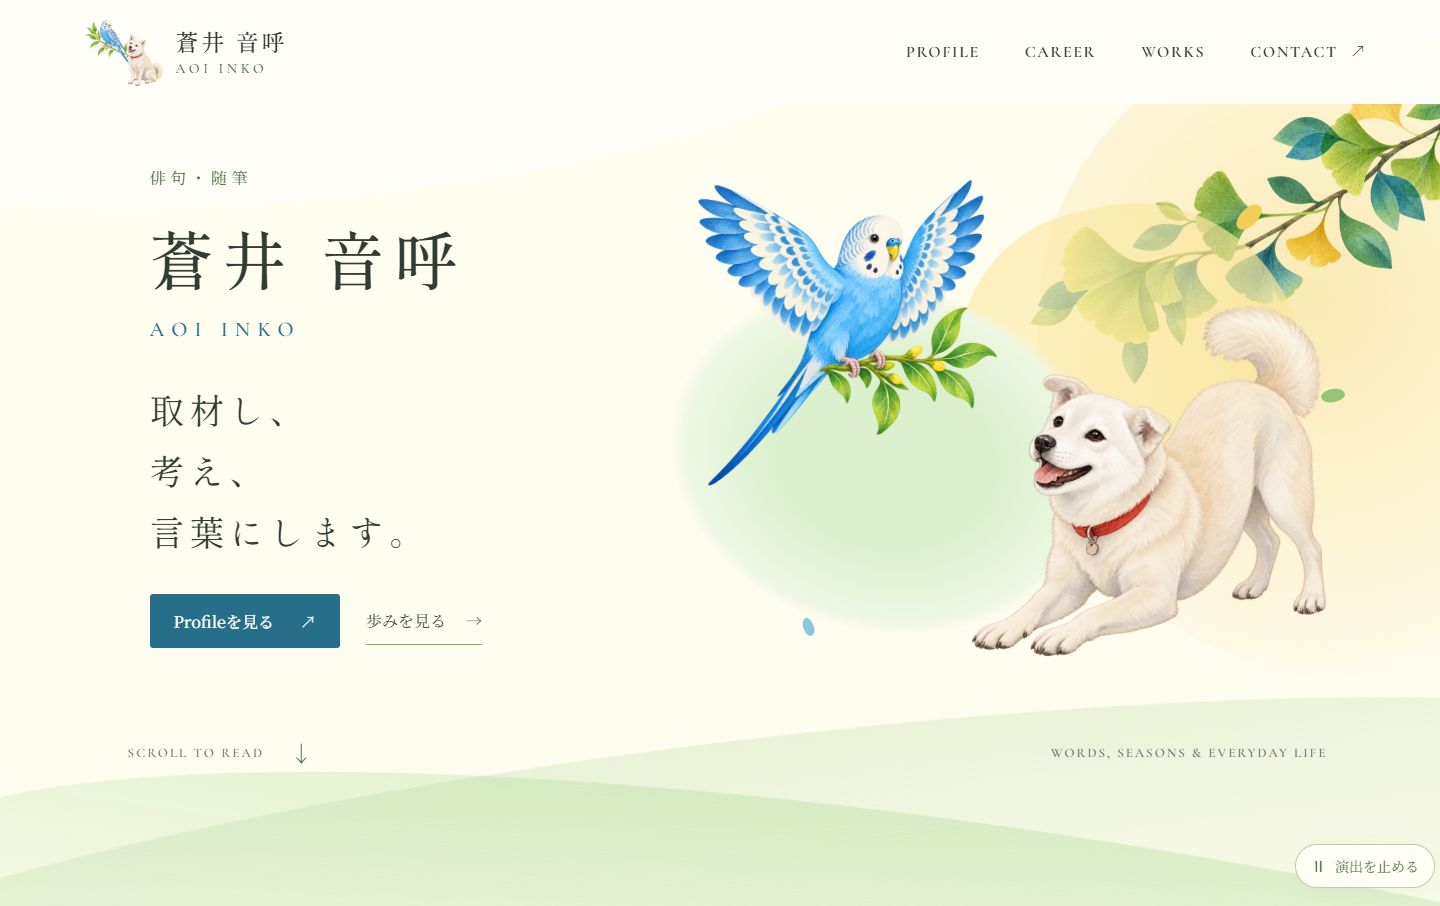 蒼井 音呼
AOI INKO
PROFILE
CAREER
WORKS
CONTACT ↗
俳句・随筆
蒼井 音呼
AOI INKO
取材し、
考え、
言葉にします。
Profileを見る ↗
歩みを見る →
SCROLL TO READ ↓
WORDS, SEASONS & EVERYDAY LIFE
演出を止める